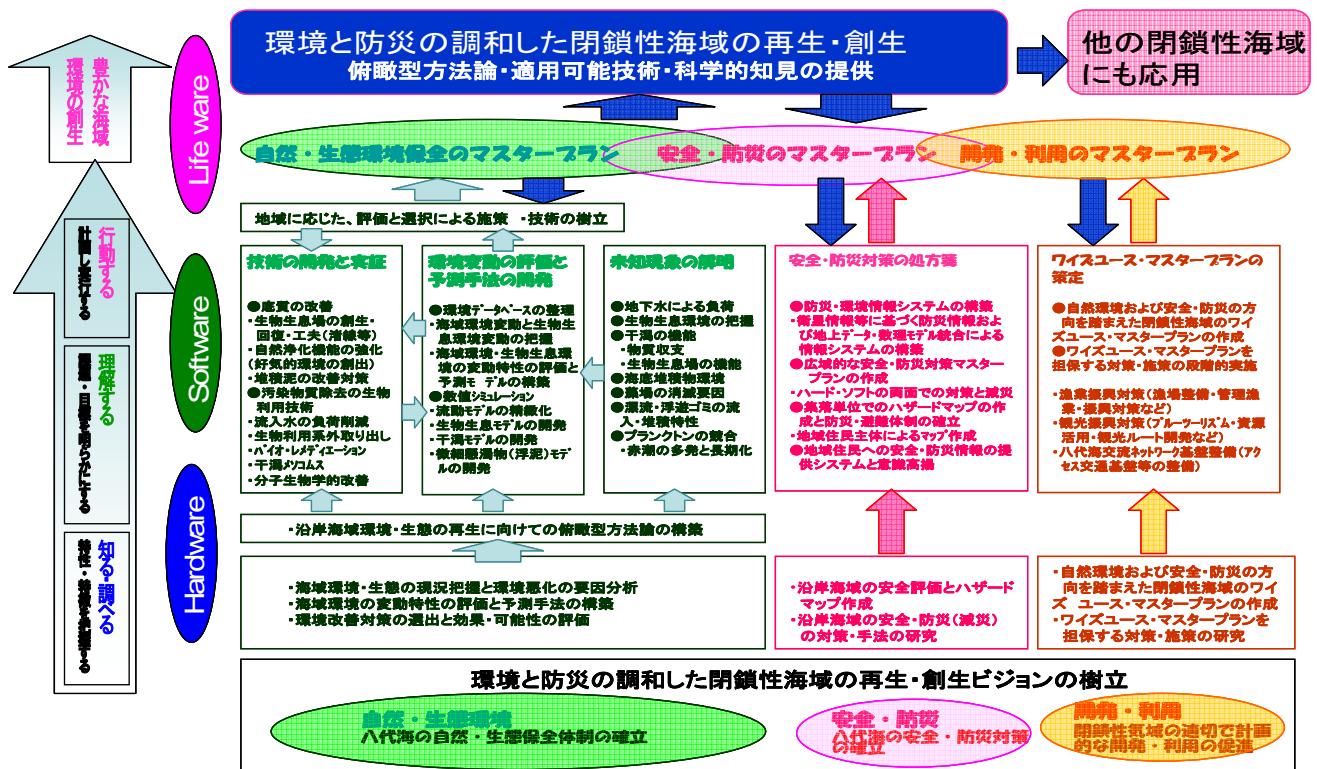 環境と防災の調和した閉鎖性海域の再生・創生
俯瞰型方法論・適用可能技術・科学的知見の提供
他の閉鎖性海域
にも応用
豊かな海域
環境の創生
行動する
計画し実行する
理解する
課題・目標を明らかにする
知る・調べる
特性・特徴を把握する
Life ware
Software
Hardware
自然・生態環境保全のマスタープラン
安全・防災のマスタープラン
開発・利用のマスタープラン
地域に応じた、評価と選択による施策 ・技術の樹立
技術の開発と実証
●底質の改善
・生物生息場の創生・
回復・工夫(潜堤等)
・自然浄化機能の強化
(好気的環境の創出)
・堆積泥の改善対策
●汚染物質除去の生物
利用技術
・流入水の負荷削減
・生物利用系外取り出し
・バイオ・レメディエーション
・干潟メソコムス
・分子生物学的改善
環境変動の評価と
予測手法の開発
●環境データベースの整理
・海域環境変動と生物生
息環境変動の把握
・海域環境・生物生息環
境の変動特性の評価と
予測モデルの構築
●数値シミュレーション
・流動モデルの精緻化
・生物生息モデルの開発
・干潟モデルの開発
・微細懸濁物(浮泥)モデ
ルの開発
未知現象の解明
●地下水による負荷
●生物生息環境の把握
●干潟の機能
・物質収支
・生物生息場の機能
●海底堆積物環境
●藻場の消滅要因
●漂流・浮遊ゴミの流
入・堆積特性
●プランクトンの競合
・赤潮の多発と長期化
安全・防災対策の処方箋
●防災・環境情報システムの構築
・衛星情報等に基づく防災情報およ
び地上データ・数理モデル統合による
情報システムの構築
●広域的な安全・防災対策マスター
プランの作成
・ハード・ソフトの両面での対策と減災
●集落単位でのハザードマップの作
成と防災・避難体制の確立
・地域住民主体によるマップ作成
●地域住民への安全・防災情報の提
供システムと意識高揚
ワイズユース・マスタープランの
策定
●自然環境および安全・防災の方
向を踏まえた閉鎖性海域のワイ
ズユース・マスタープランの作成
●ワイズユース・マスタープランを
担保する対策・施策の段階的実施
・漁業振興対策(漁場整備・管理漁
業・振興対策など)
・観光振興対策(ブルーツーリズム・資源
活用・観光ルート開発など)
・八代海交流ネットワーク基盤整備(アク
セス交通基盤等の整備)
・沿岸海域環境・生態の再生に向けての俯瞰型方法論の構築
・海域環境・生態の現況把握と環境悪化の要因分析
・海域環境の変動特性の評価と予測手法の構築
・環境改善対策の選出と効果・可能性の評価
・沿岸海域の安全評価とハザード
マップ作成
・沿岸海域の安全・防災(減災)
の対策・手法の研究
・自然環境および安全・防災の方
向を踏まえた閉鎖性海域のワイ
ズ ユース・マスタープランの作成
・ワイズユース・マスタープランを
担保する対策・施策の研究
環境と防災の調和した閉鎖性海域の再生・創生ビジョンの樹立
自然・生態環境
八代海の自然・生態保全体制の確立
安全・防災
八代海の安全・防災対策
の確立
開発・利用
閉鎖性気域の適切で計画
的な開発・利用の促進